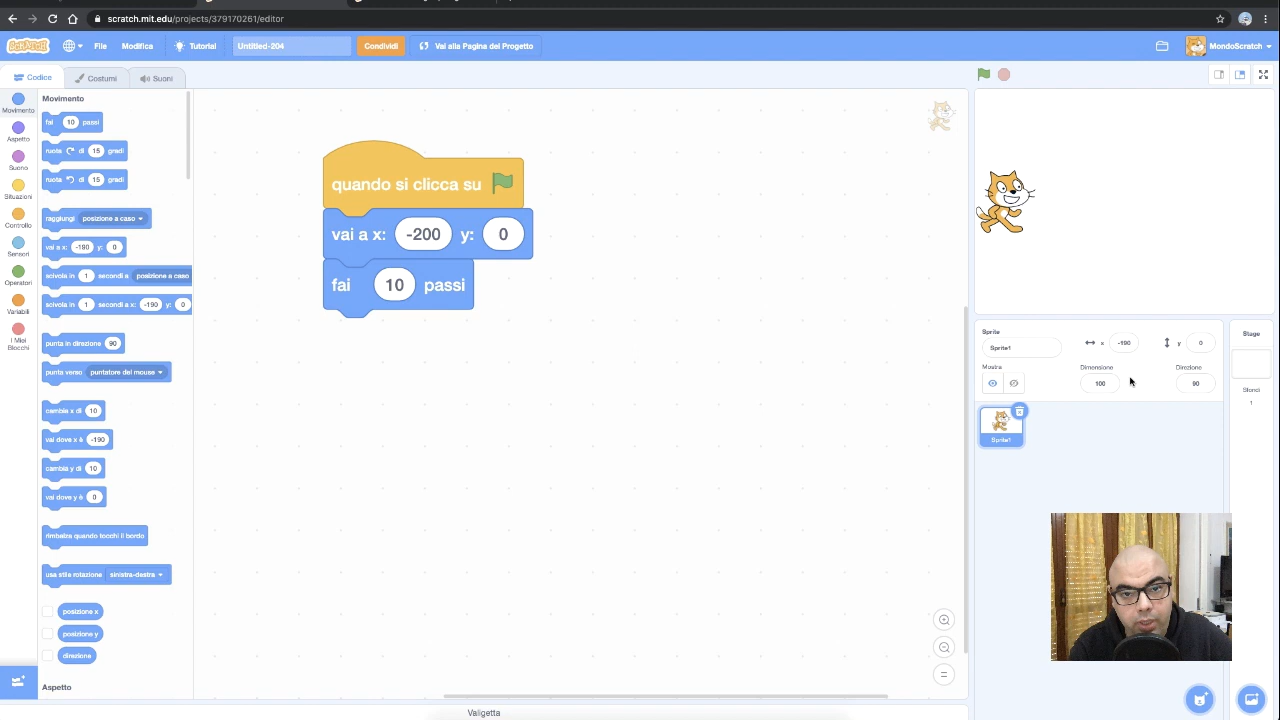 scratch.mit.edu/projects/379170261/editor
SCRATCH File Modifica Tutorial Untitled-204 Condividi Vai alla Pagina del Progetto MondoScratch
Codice Costumi Suoni
Movimento
Aspetto
Suono
Situazioni
Controllo
Sensori
Operatori
Variabili
I Miei
Blocchi
Movimento
fai 10 passi
ruota di 15 gradi
ruota di 15 gradi
raggiungi posizione a caso
vai a x: -190 y: 0
scivola in 1 secondi a posizione a caso
scivola in 1 secondi a x: -190 y: 0
punta in direzione 90
punta verso puntatore del mouse
cambia x di 10
vai dove x è -190
cambia y di 10
vai dove y è 0
rimbalza quando tocchi il bordo
usa stile rotazione sinistra-destra
posizione x
posizione y
direzione
Aspetto
quando si clicca su
vai a x: -200 y: 0
fai 10 passi
Valigetta
Sprite
Sprite1 x -190 y 0
Mostra Dimensione Direzione
100 90
Sprite1
Stage
Sfondi
1